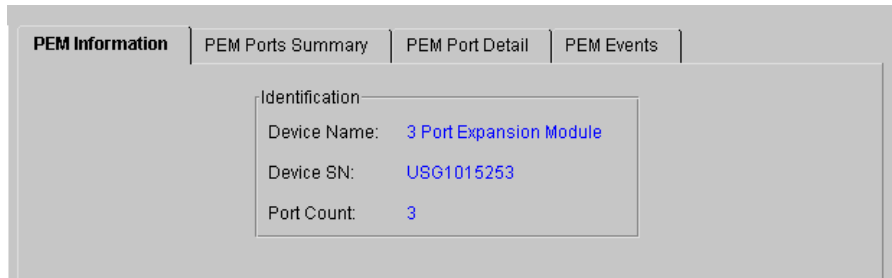 PEM Information PEM Ports Summary PEM Port Detail PEM Events
Identification
Device Name: 3 Port Expansion Module
Device SN: USG1015253
Port Count: 3